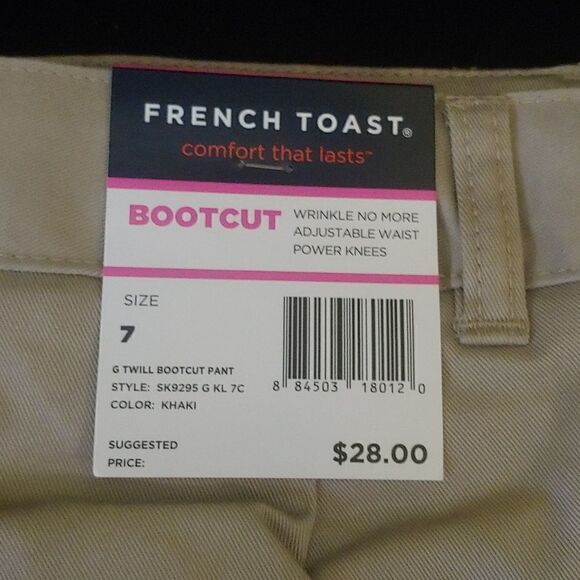 FRENCH TOAST®
comfort that lasts™
BOOTCUT
WRINKLE NO MORE
ADJUSTABLE WAIST
POWER KNEES
SIZE
7
G TWILL BOOTCUT PANT
STYLE: SK9295 G KL 7C
COLOR: KHAKI
8 84503 18012 0
SUGGESTED
PRICE:
$28.00